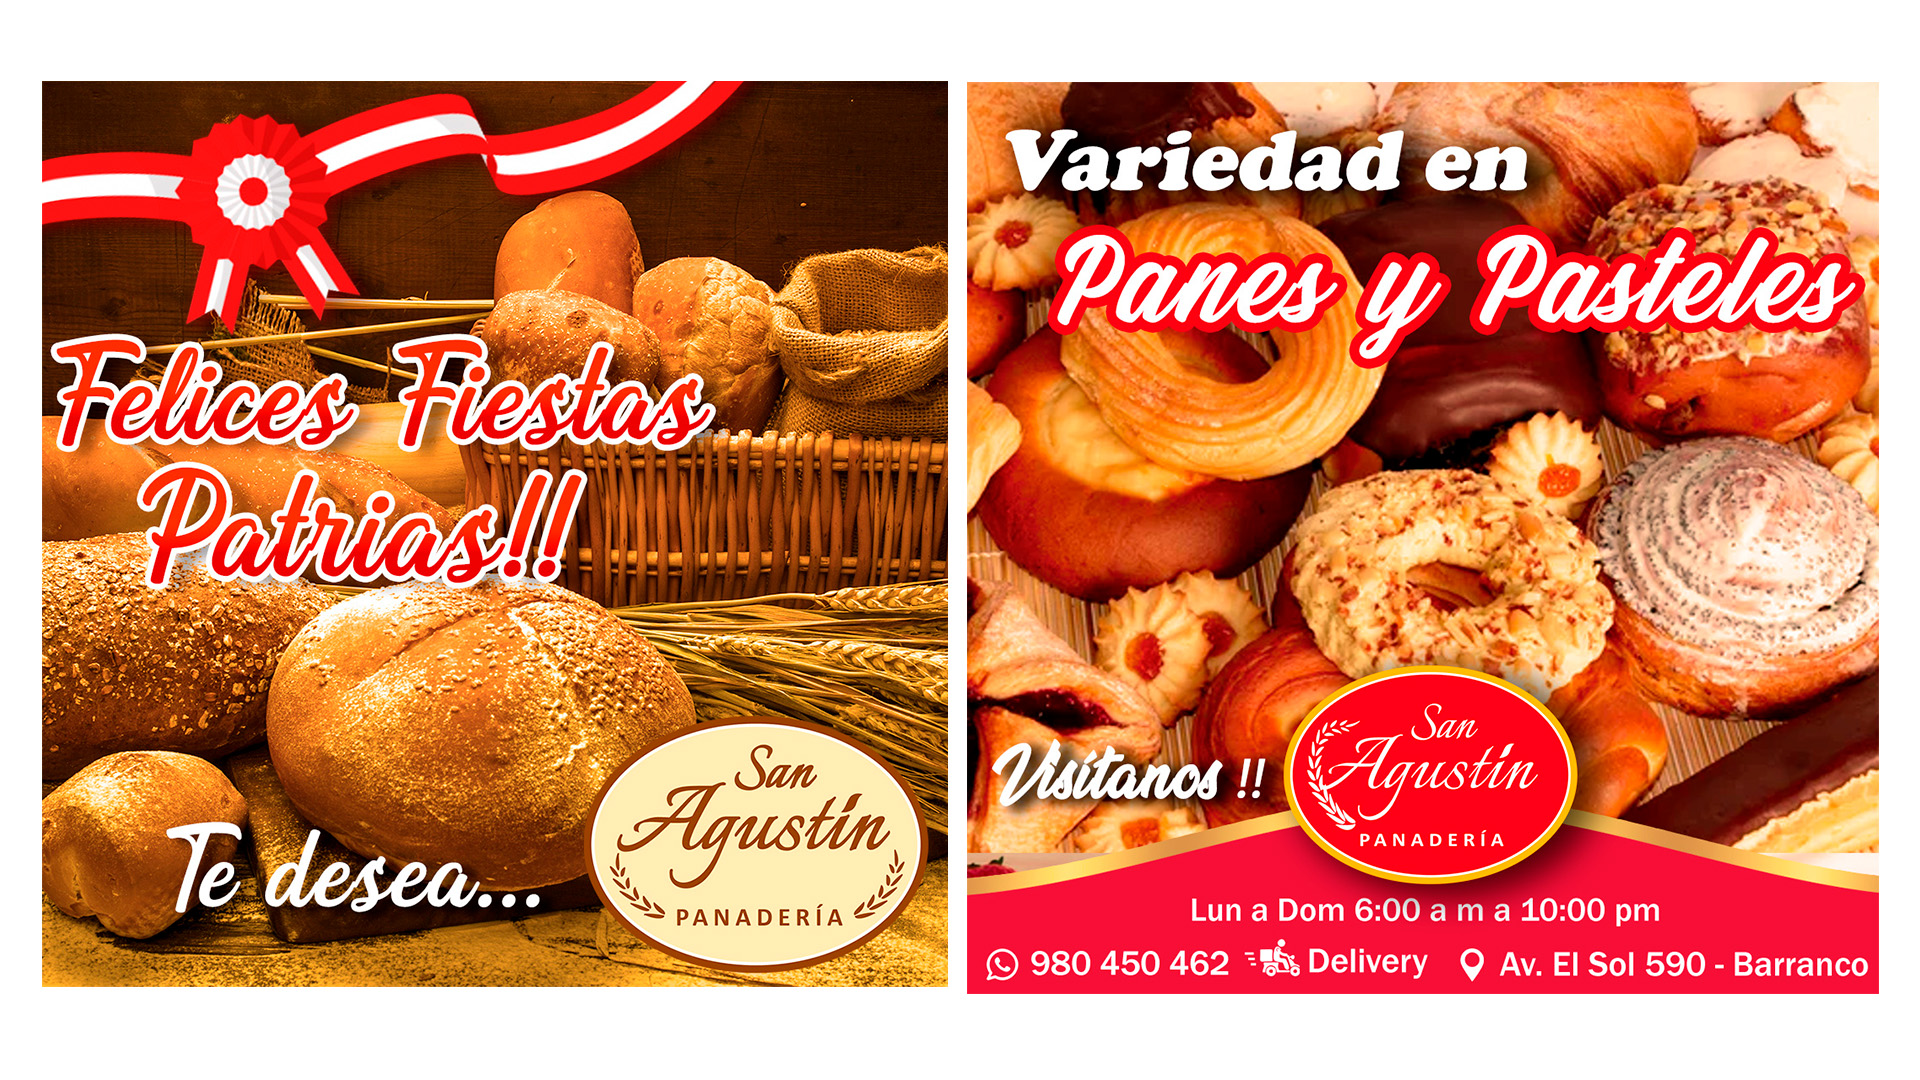 Felices Fiestas
Patrias!!
Te desea...
San
Agustín
PANADERÍA
Variedad en
Panes y Pasteles
Visítanos !!
San
Agustín
PANADERÍA
Lun a Dom 6:00 a m a 10:00 pm
980 450 462 Delivery Av. El Sol 590 - Barranco